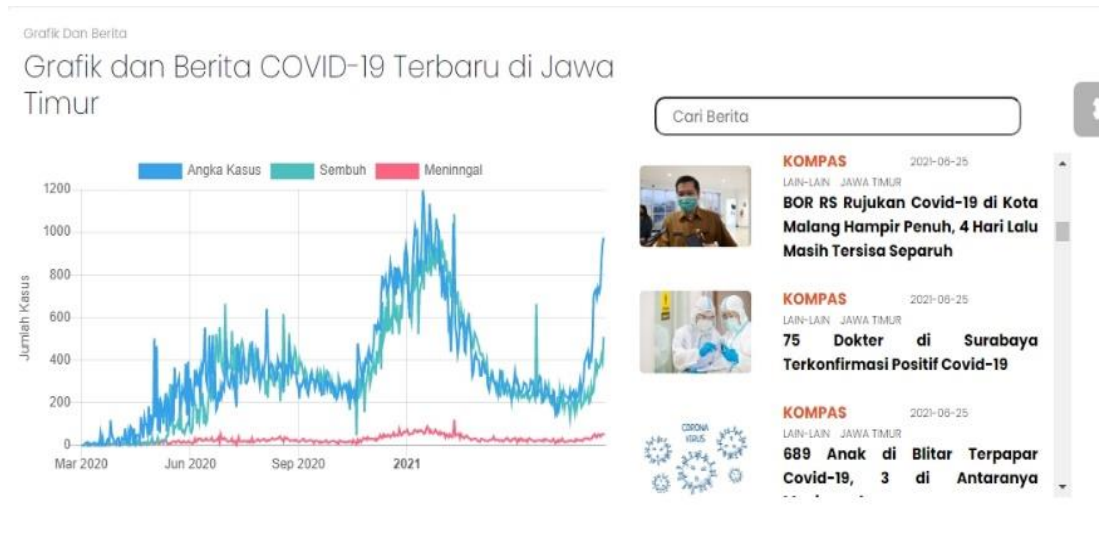 Grafik Dan Berita
Grafik dan Berita COVID-19 Terbaru di Jawa
Timur
Angka Kasus
Sembuh
Meninngal
1200
1000
800
600
400
200
0
Jumlah Kasus
Mar 2020
Jun 2020
Sep 2020
2021
Cari Berita
KOMPAS 2021-06-25
LAIN-LAIN JAWA TIMUR
BOR RS Rujukan Covid-19 di Kota
Malang Hampir Penuh, 4 Hari Lalu
Masih Tersisa Separuh
KOMPAS 2021-06-25
LAIN-LAIN JAWA TIMUR
75 Dokter di Surabaya
Terkonfirmasi Positif Covid-19
CORONA
VIRUS
KOMPAS 2021-06-25
LAIN-LAIN JAWA TIMUR
689 Anak di Blitar Terpapar
Covid-19, 3 di Antaranya